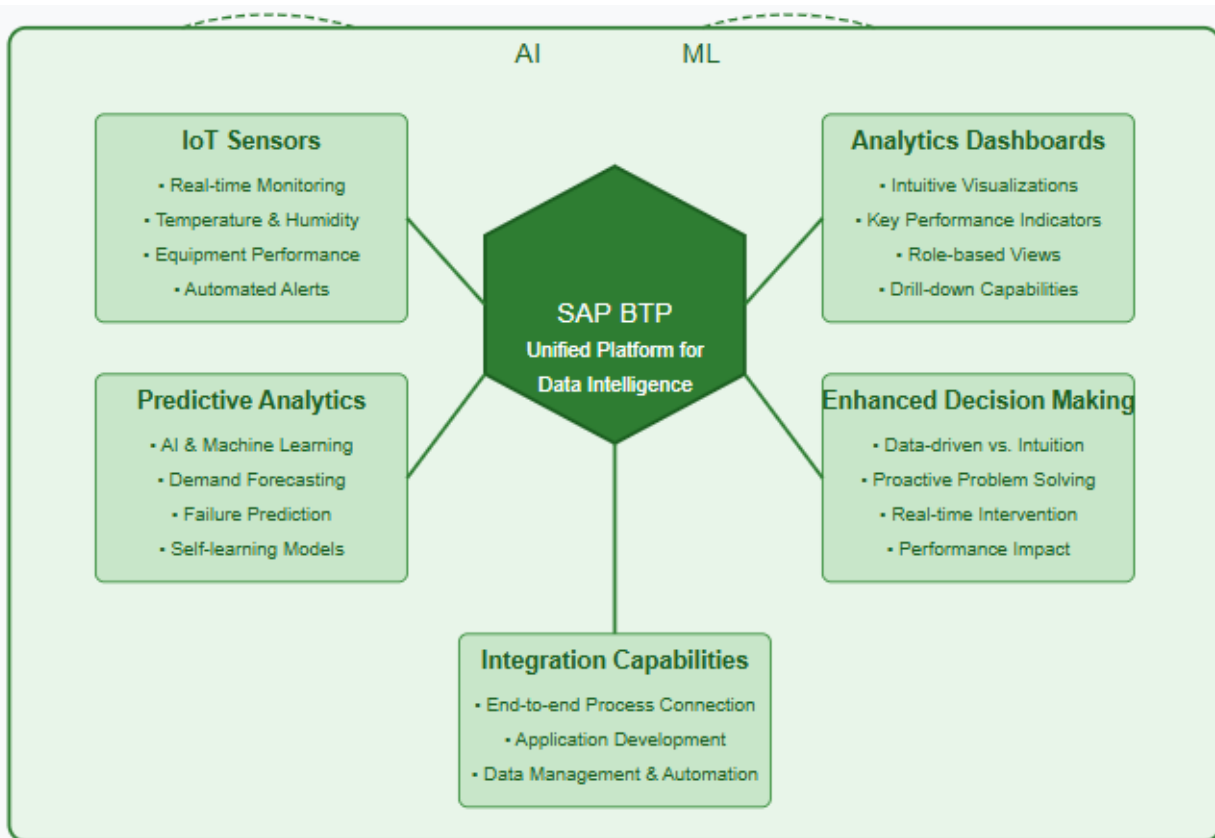 AI
ML
IoT Sensors
▪ Real-time Monitoring
▪ Temperature & Humidity
▪ Equipment Performance
▪ Automated Alerts
Analytics Dashboards
▪ Intuitive Visualizations
▪ Key Performance Indicators
▪ Role-based Views
▪ Drill-down Capabilities
SAP BTP
Unified Platform for
Data Intelligence
Predictive Analytics
▪ AI & Machine Learning
▪ Demand Forecasting
▪ Failure Prediction
▪ Self-learning Models
Enhanced Decision Making
▪ Data-driven vs. Intuition
▪ Proactive Problem Solving
▪ Real-time Intervention
▪ Performance Impact
Integration Capabilities
▪ End-to-end Process Connection
▪ Application Development
▪ Data Management & Automation